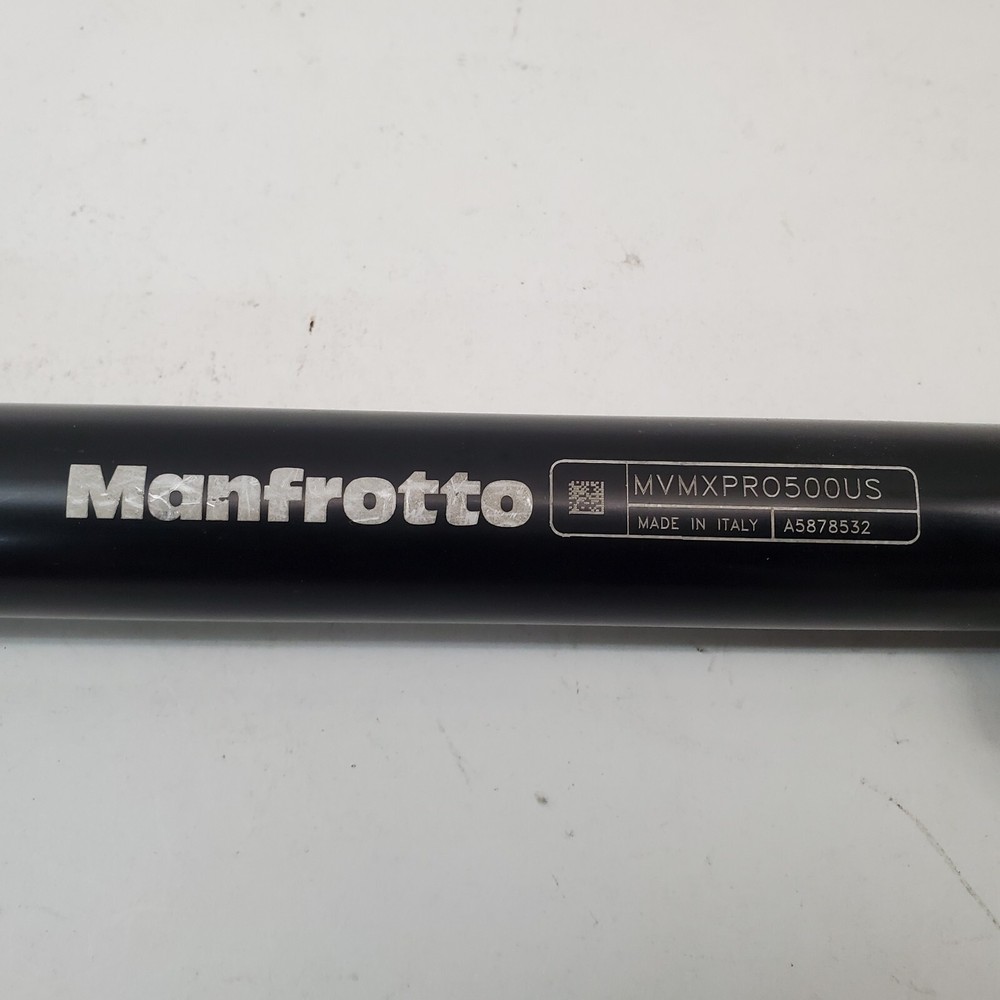 Manfrotto
MVMXPRO500US
MADE IN ITALY A5878532